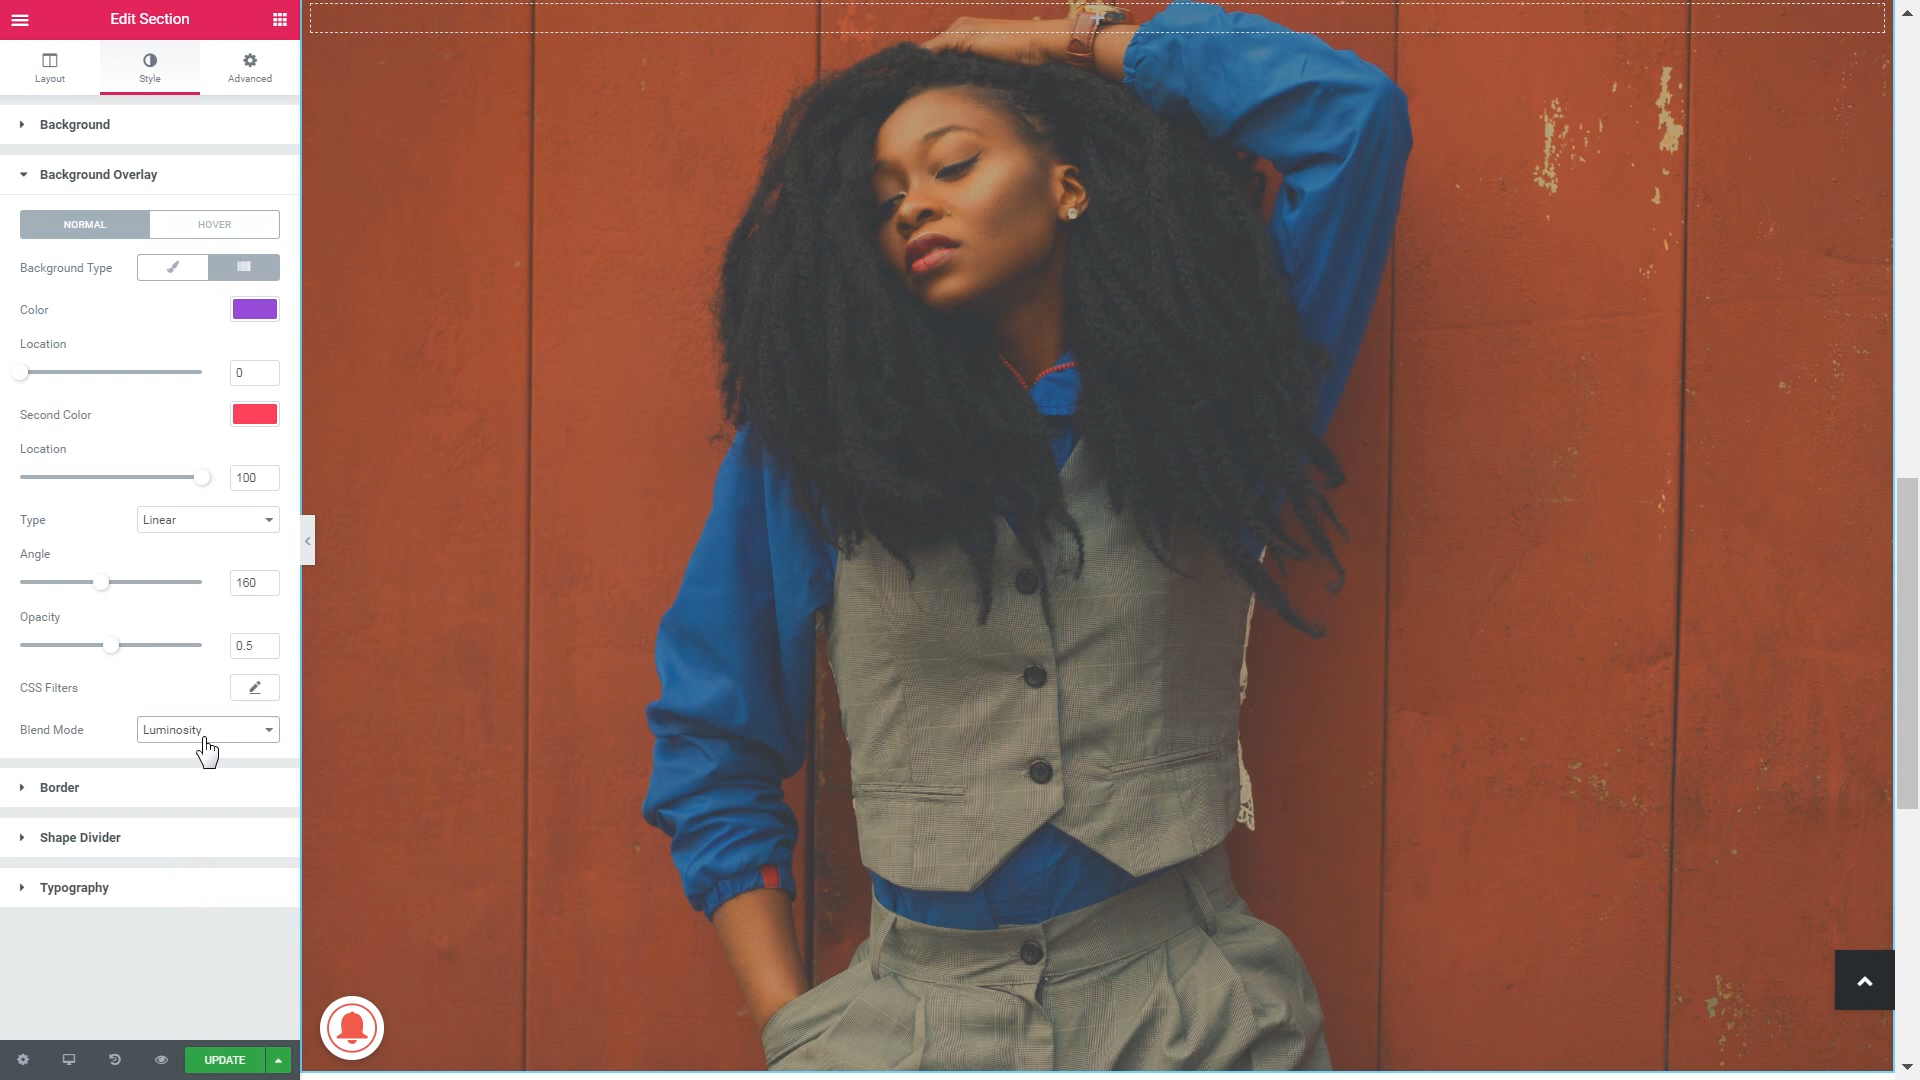 Edit Section
Layout
Style
Advanced
Background
Background Overlay
NORMAL
HOVER
Background Type
Color
Location
0
Second Color
Location
100
Type
Linear
Angle
160
Opacity
0.5
CSS Filters
Blend Mode
Luminosity
Border
Shape Divider
Typography
UPDATE